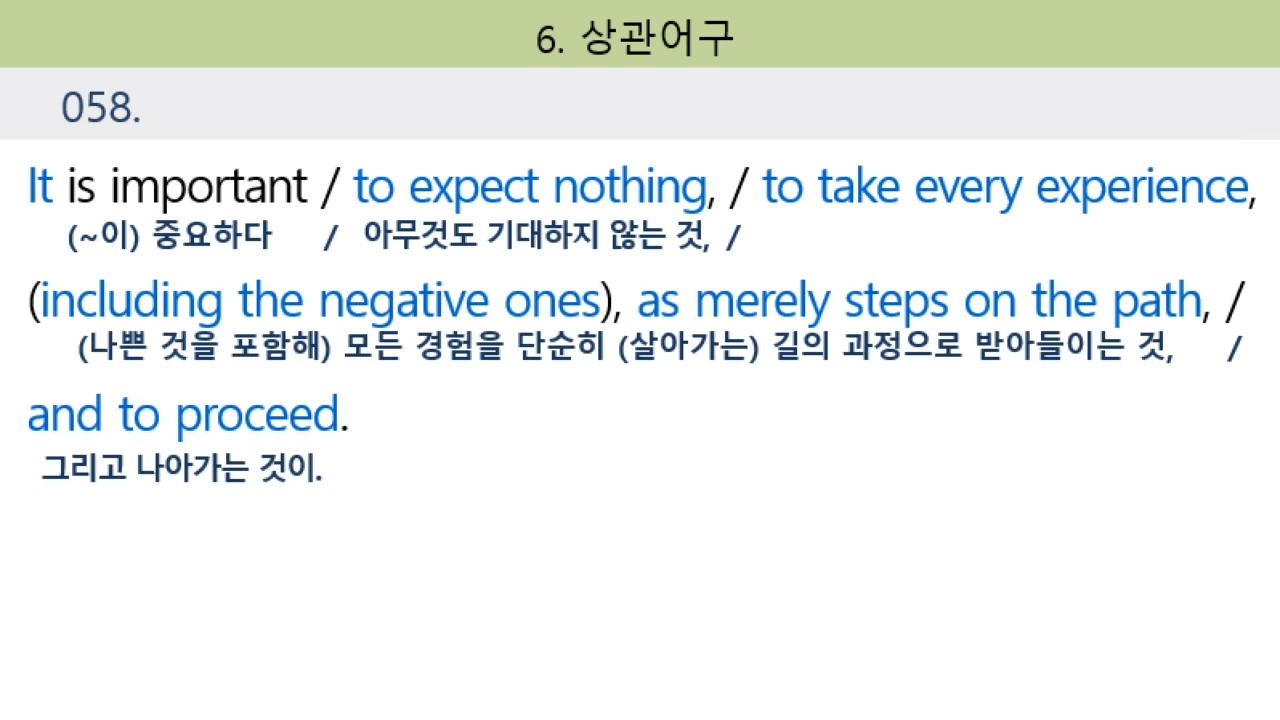 6. 상관어구
058.
It is important / to expect nothing, / to take every experience,
(~이) 중요하다 / 아무것도 기대하지 않는 것, /
(including the negative ones), as merely steps on the path, /
(나쁜 것을 포함해) 모든 경험을 단순히 (살아가는) 길의 과정으로 받아들이는 것, /
and to proceed.
그리고 나아가는 것이.